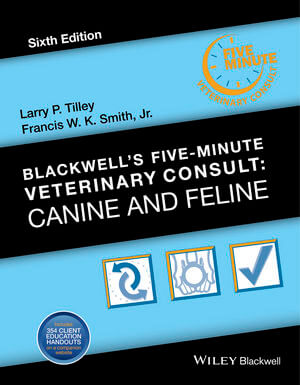 Sixth Edition
FIVE
MINUTE
VETERINARY CONSULT
Larry P. Tilley
Francis W. K. Smith, Jr.
BLACKWELL'S FIVE-MINUTE
VETERINARY CONSULT:
CANINE AND FELINE
Includes
354 CLIENT
EDUCATION
HANDOUTS
on a companion
website
WILEY Blackwell